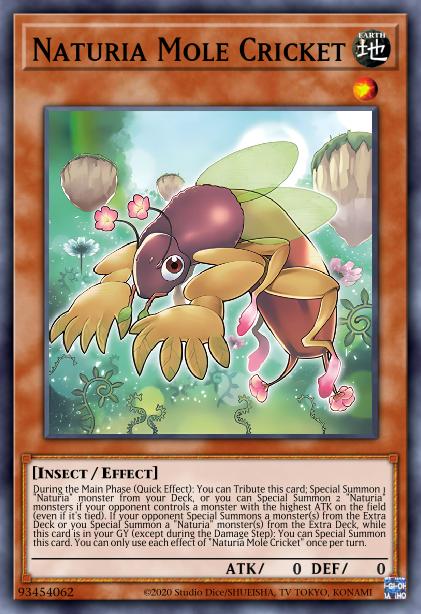 NATURIA MOLE CRICKET
EARTH
地
[INSECT / EFFECT]
During the Main Phase (Quick Effect): You can Tribute this card; Special Summon 1
"Naturia" monster from your Deck, or you can Special Summon 2 "Naturia"
monsters if your opponent controls a monster with the highest ATK on the field
(even if it's tied). If your opponent Special Summons a monster(s) from the Extra
Deck or you Special Summon a "Naturia" monster(s) from the Extra Deck, while
this card is in your GY (except during the Damage Step): You can Special Summon
this card. You can only use each effect of "Naturia Mole Cricket" once per turn.
ATK/ 0 DEF/ 0
93454062 ©2020 Studio Dice/SHUEISHA, TV TOKYO, KONAMI